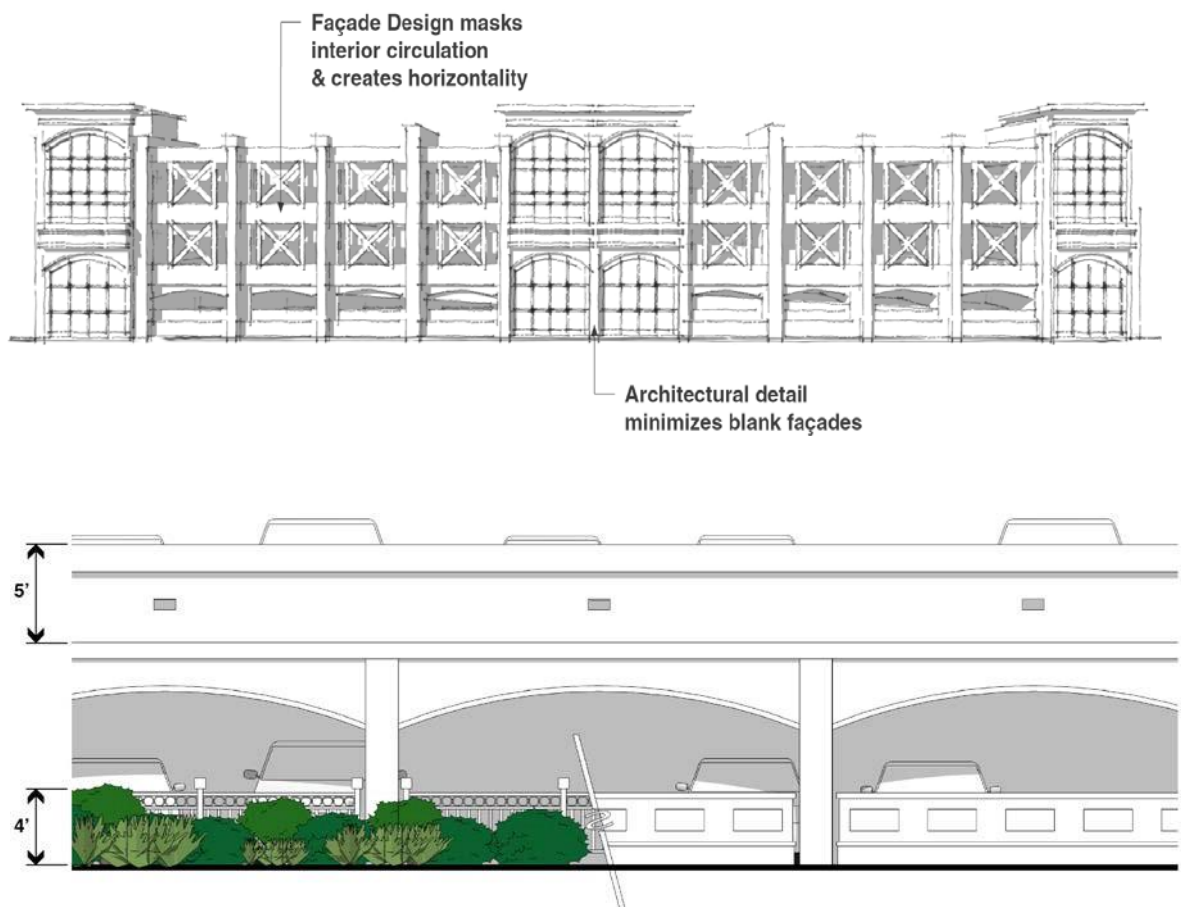 Façade Design masks
interior circulation
& creates horizontality
Architectural detail
minimizes blank façades
5’
4’